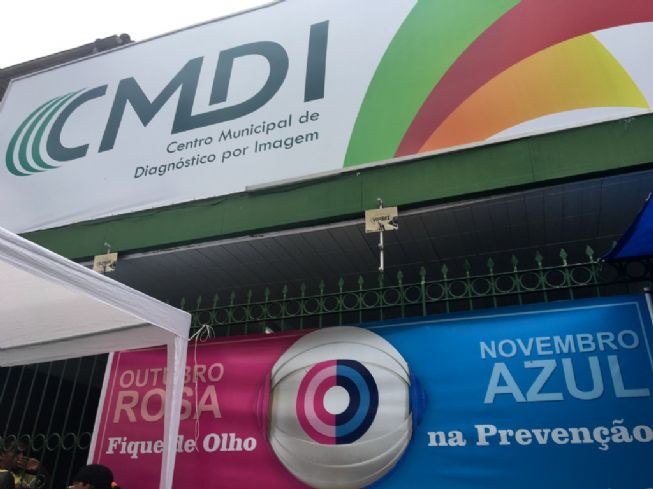 CMDI
Centro Municipal de
Diagnóstico por Imagem
OUTUBRO
ROSA
Fique de Olho
NOVEMBRO
AZUL
na Prevenção